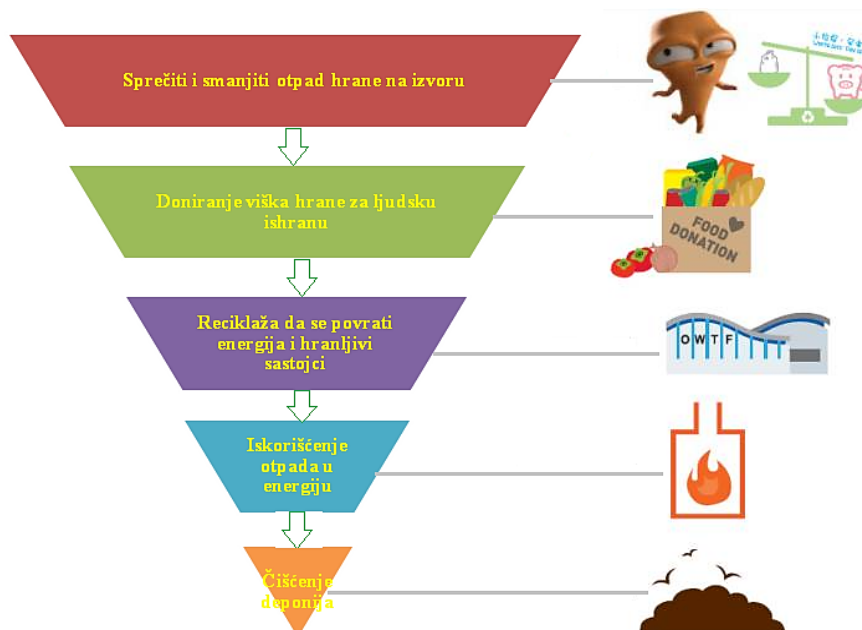 Sprečiti i smanjiti otpad hrane na izvoru
Doniranje viška hrane za ljudsku
ishranu
FOOD
DONATION
Reciklaža da se povrati
energija i hranljivi
sastojci
OWTF
Iskorišćenje
otpada u
energiju
Čišćenje
deponija